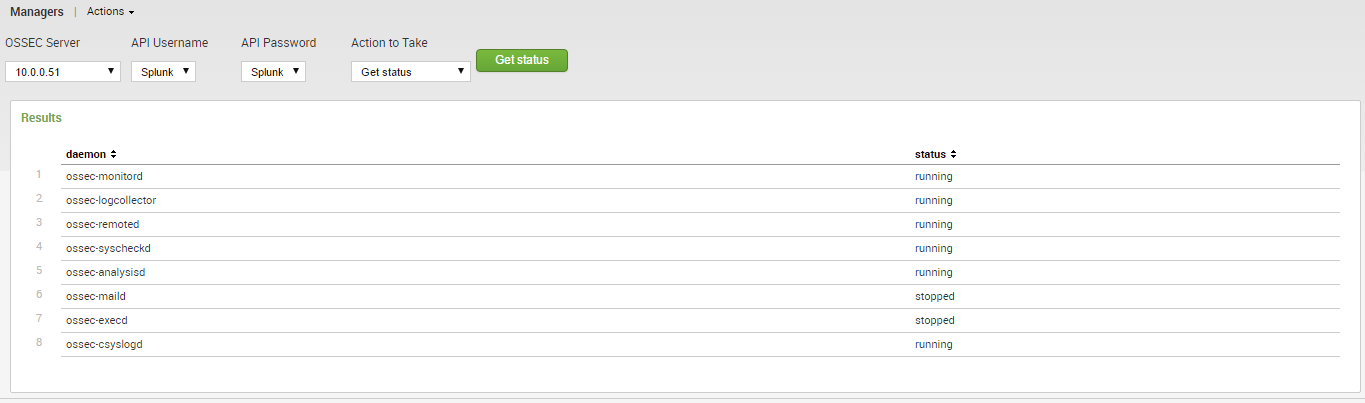 Managers | Actions
OSSEC Server API Username API Password Action to Take
10.0.0.51 Splunk Splunk Get status Get status
Results
daemon status
1 ossec-monitord running
2 ossec-logcollector running
3 ossec-remoted running
4 ossec-syscheckd running
5 ossec-analysisd running
6 ossec-maild stopped
7 ossec-execd stopped
8 ossec-csyslogd running